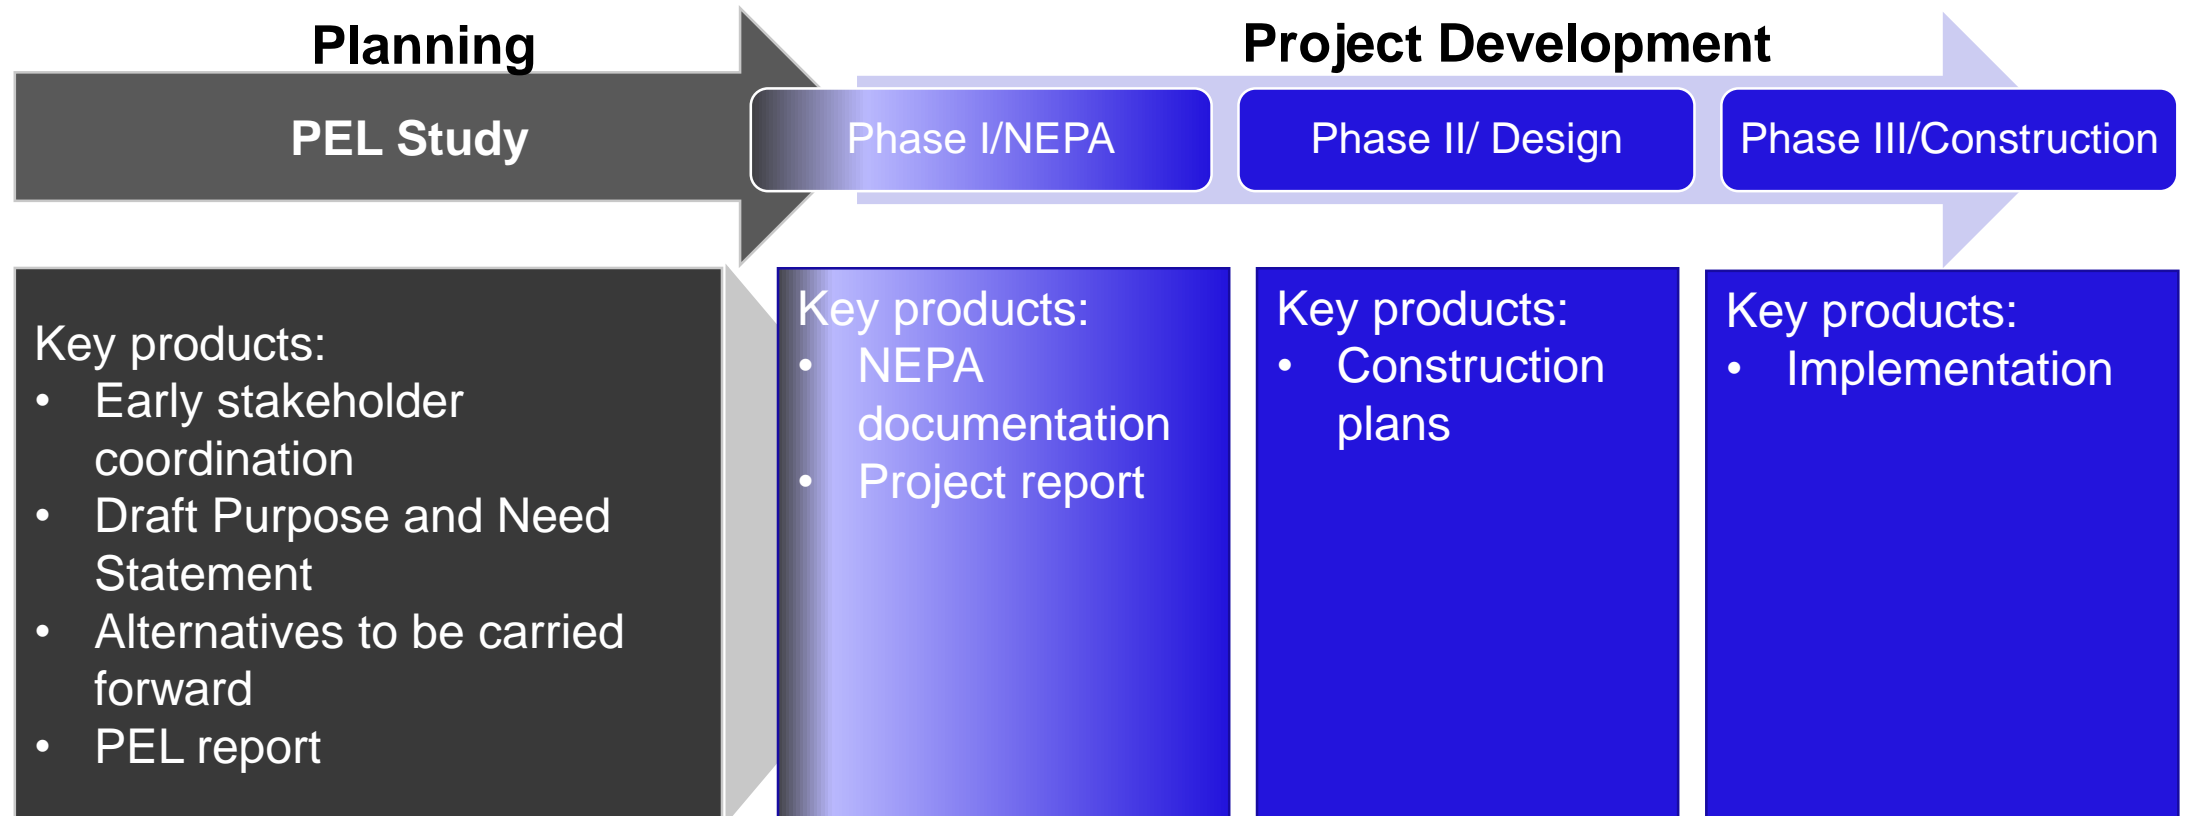 Planning
Project Development
PEL Study
Phase I/NEPA
Phase II/ Design
Phase III/Construction
Key products:
• Early stakeholder
coordination
• Draft Purpose and Need
Statement
• Alternatives to be carried
forward
• PEL report
Key products:
• NEPA
documentation
• Project report
Key products:
• Construction
plans
Key products:
• Implementation